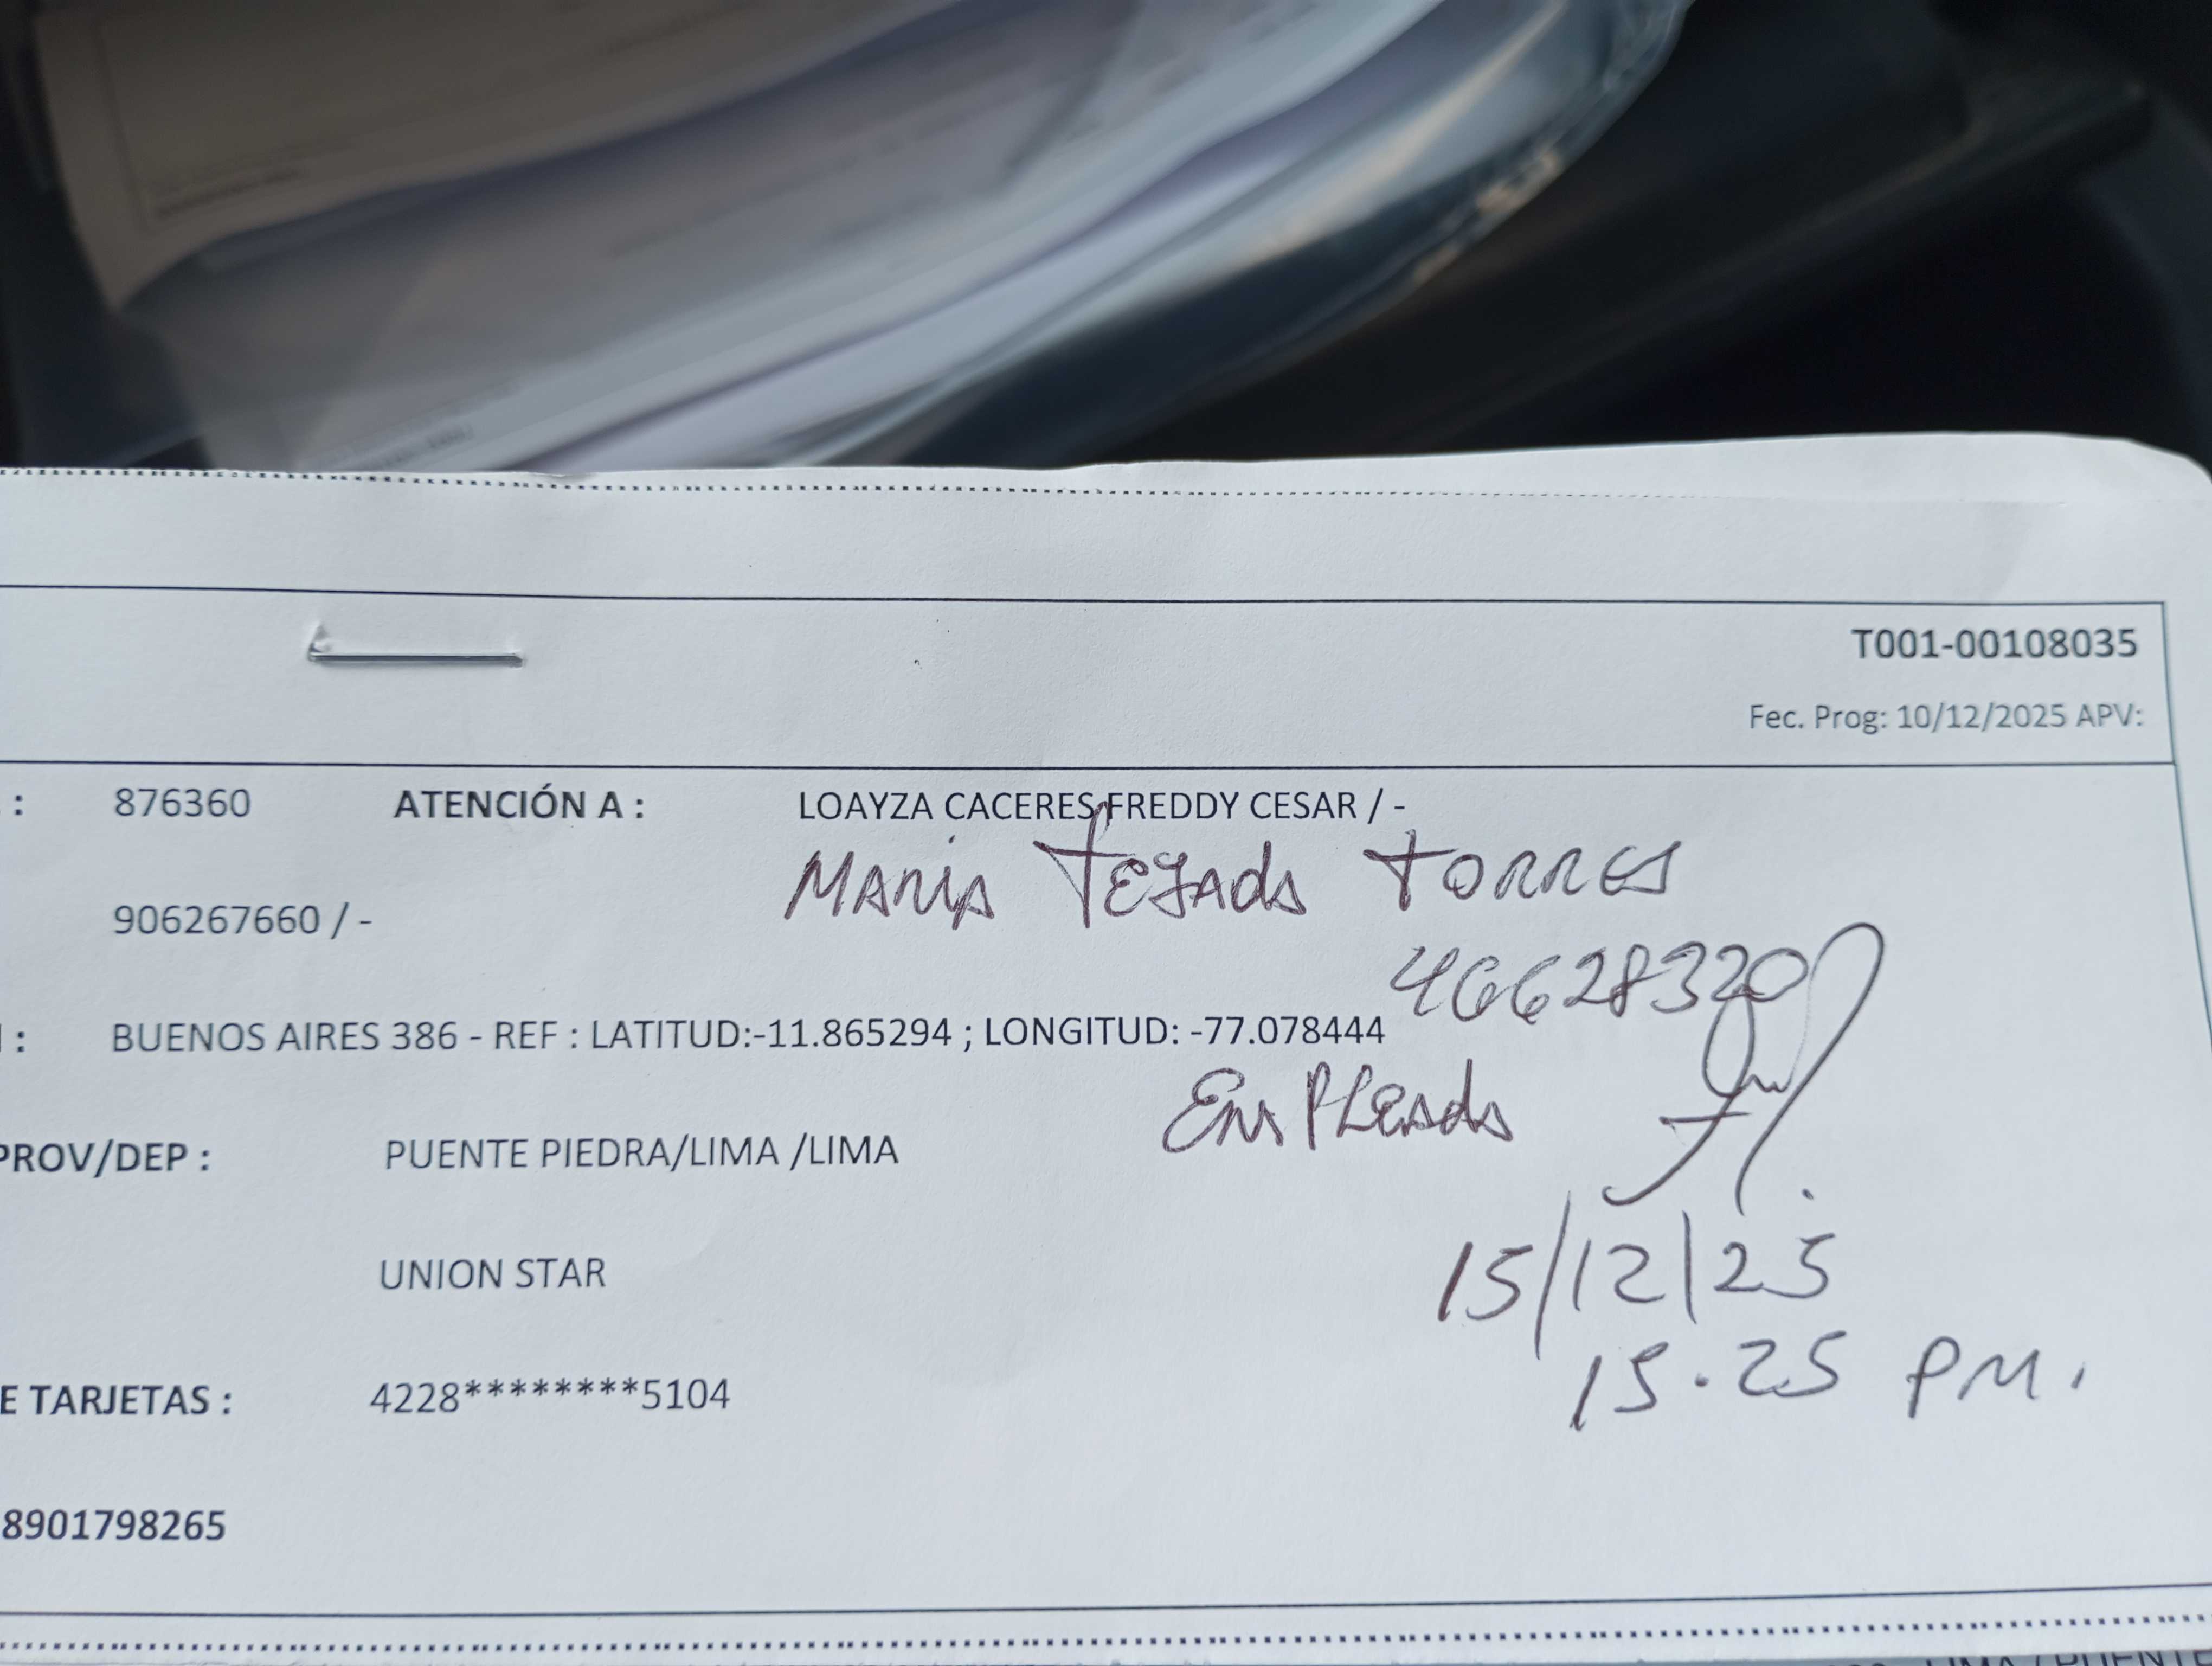 T001-00108035
Fec. Prog: 10/12/2025 APV:
: 876360 ATENCIÓN A : LOAYZA CACERES FREDDY CESAR / -
Maria Tejada Torres
906267660 / -
46628320
: BUENOS AIRES 386 - REF : LATITUD:-11.865294 ; LONGITUD: -77.078444
Empleada
PROV/DEP : PUENTE PIEDRA/LIMA /LIMA
UNION STAR
15/12/25
E TARJETAS : 4228********5104
15.25 PM.
8901798265